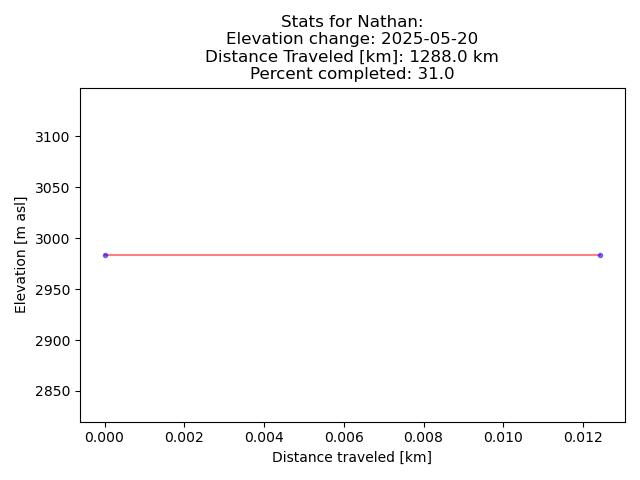 Stats for Nathan:
Elevation change: 2025-05-20
Distance Traveled [km]: 1288.0 km
Percent completed: 31.0
3100
3050
3000
2950
2900
2850
Elevation [m asl]
0.000 0.002 0.004 0.006 0.008 0.010 0.012
Distance traveled [km]